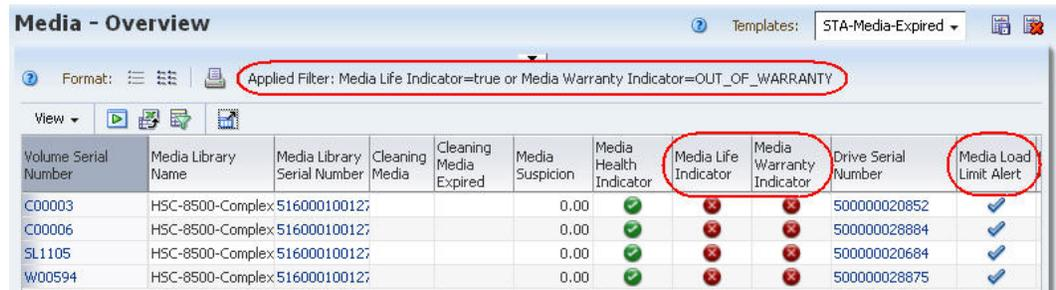 Media - Overview
Templates: STA-Media-Expired
Format:
Applied Filter: Media Life Indicator=true or Media Warranty Indicator=OUT_OF_WARRANTY
View
Volume Serial Number Media Library Name Media Library Serial Number Cleaning Media Cleaning Media Expired Media Suspicion Media Health Indicator Media Life Indicator Media Warranty Indicator Drive Serial Number Media Load Limit Alert
C00003 HSC-8500-Complex 516000100127 0.00 500000020852
C00006 HSC-8500-Complex 516000100127 0.00 500000028884
SL1105 HSC-8500-Complex 516000100127 0.00 500000020684
W00594 HSC-8500-Complex 516000100127 0.00 500000028875